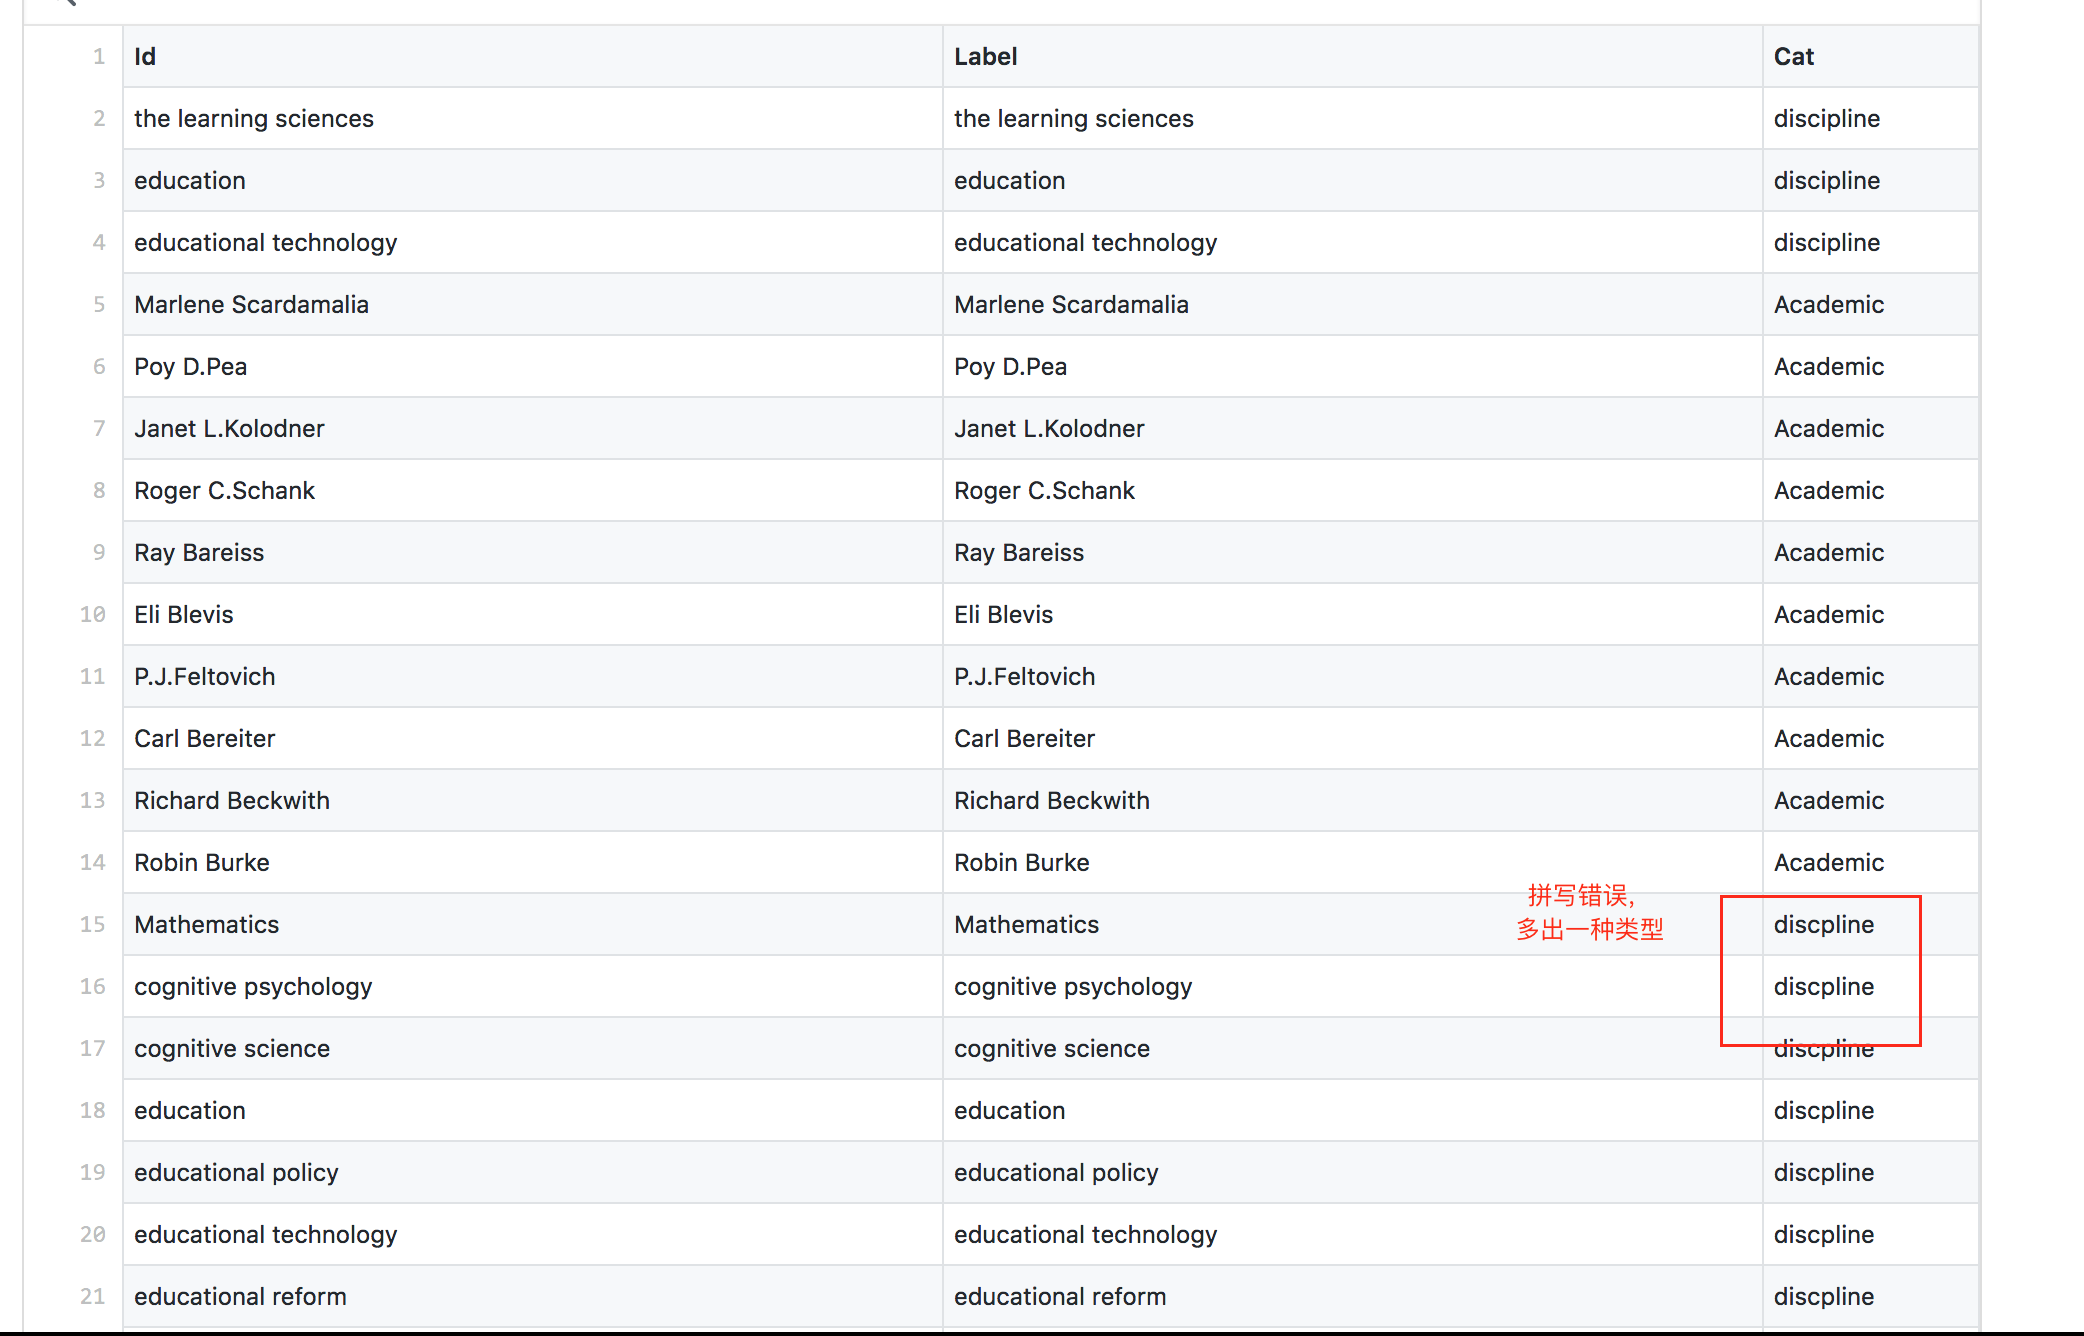 1 Id Label Cat
2 the learning sciences the learning sciences discipline
3 education education discipline
4 educational technology educational technology discipline
5 Marlene Scardamalia Marlene Scardamalia Academic
6 Poy D.Pea Poy D.Pea Academic
7 Janet L.Kolodner Janet L.Kolodner Academic
8 Roger C.Schank Roger C.Schank Academic
9 Ray Bareiss Ray Bareiss Academic
10 Eli Blevis Eli Blevis Academic
11 P.J.Feltovich P.J.Feltovich Academic
12 Carl Bereiter Carl Bereiter Academic
13 Richard Beckwith Richard Beckwith Academic
14 Robin Burke Robin Burke Academic
拼写错误,
多出一种类型
15 Mathematics Mathematics discpline
16 cognitive psychology cognitive psychology discpline
17 cognitive science cognitive science discpline
18 education education discpline
19 educational policy educational policy discpline
20 educational technology educational technology discpline
21 educational reform educational reform discpline